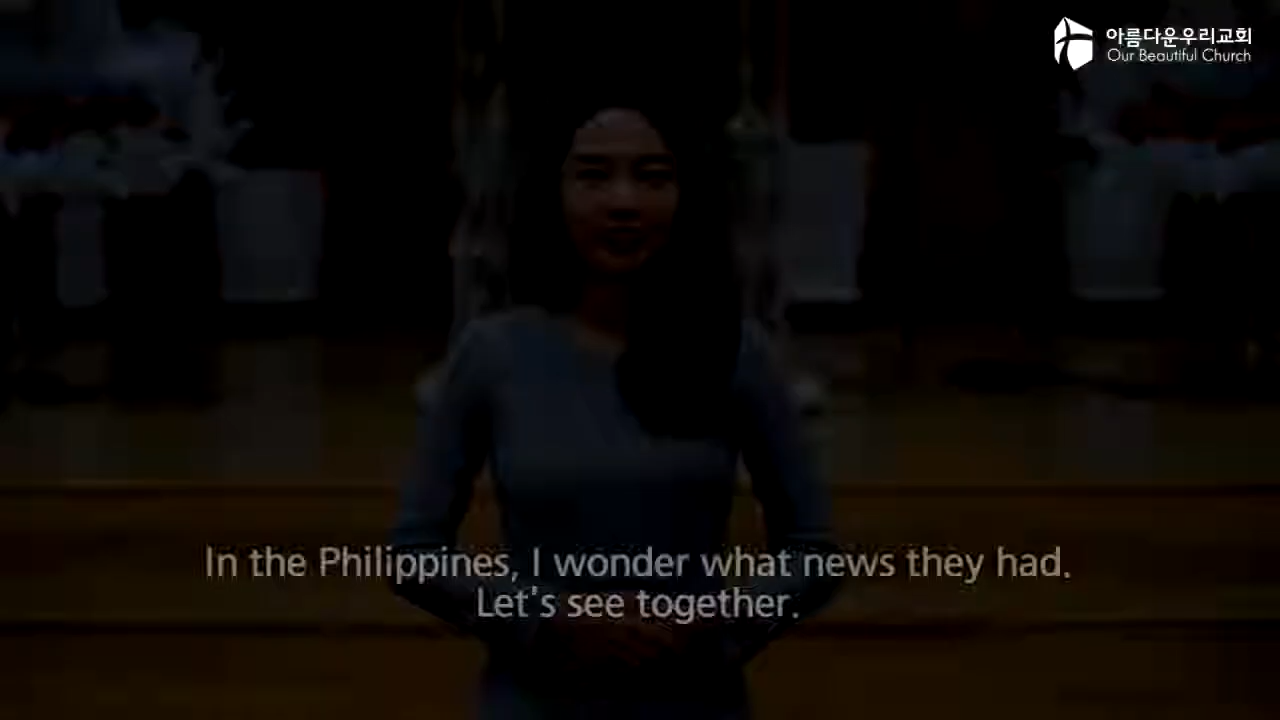 아름다운우리교회
Our Beautiful Church
In the Philippines, I wonder what news they had.
Let's see together.